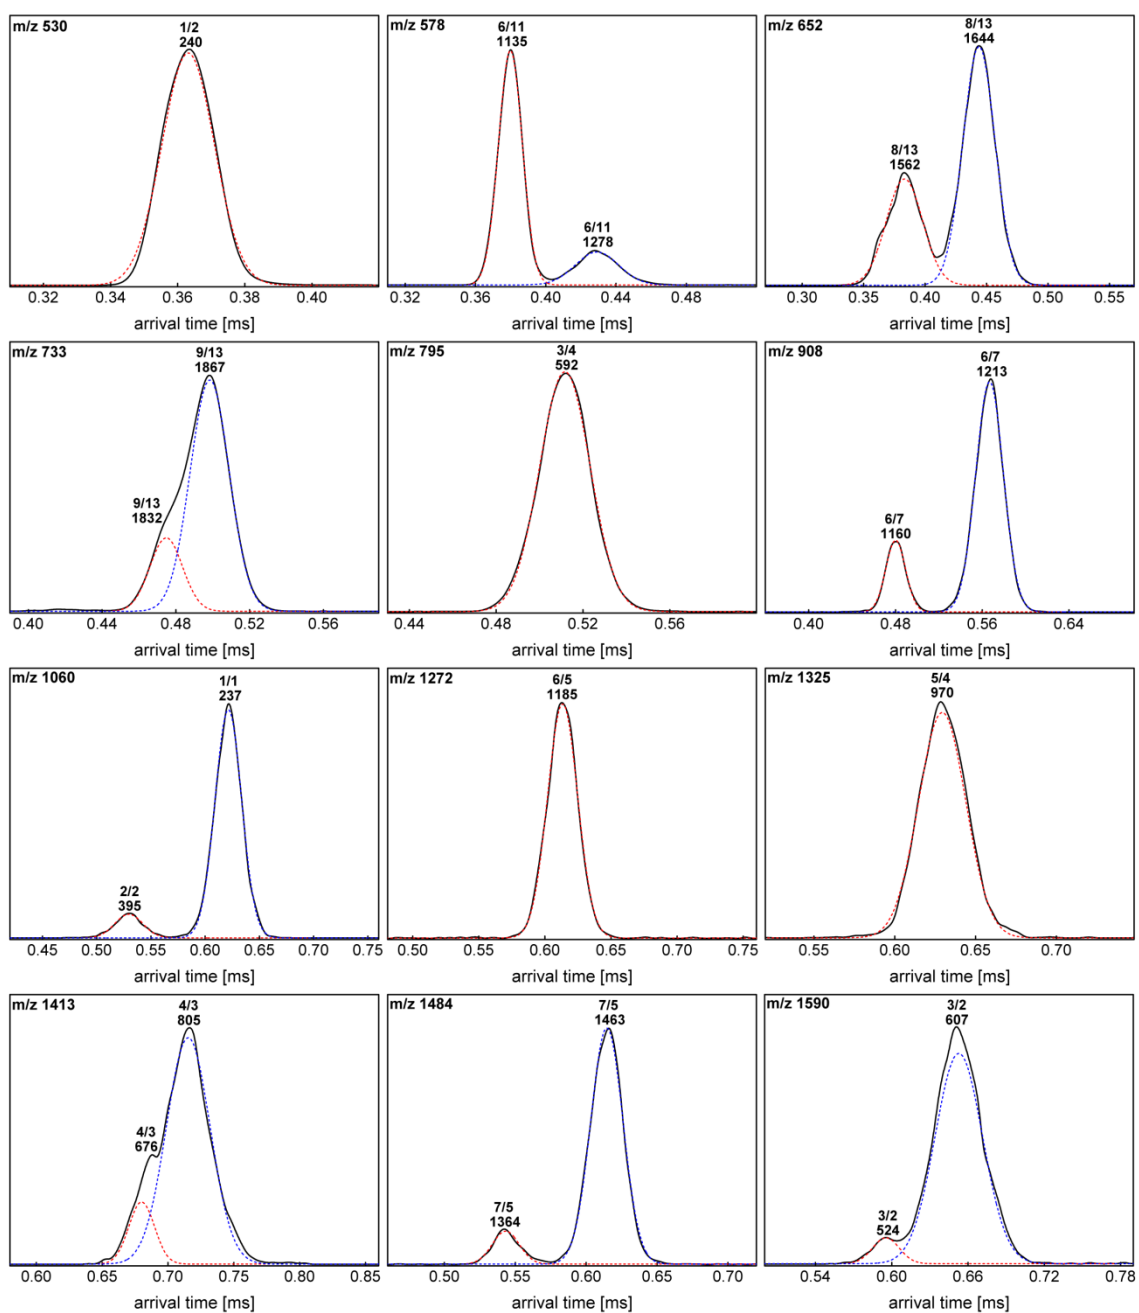 m/z 530
1/2
240
0.32 0.34 0.36 0.38 0.40
arrival time [ms]
m/z 578
6/11
1135
6/11
1278
0.32 0.36 0.40 0.44 0.48
arrival time [ms]
m/z 652
8/13
1644
8/13
1562
0.30 0.35 0.40 0.45 0.50 0.55
arrival time [ms]
m/z 733
9/13
1867
9/13
1832
0.40 0.44 0.48 0.52 0.56
arrival time [ms]
m/z 795
3/4
592
0.44 0.48 0.52 0.56
arrival time [ms]
m/z 908
6/7
1213
6/7
1160
0.40 0.48 0.56 0.64
arrival time [ms]
m/z 1060
1/1
237
2/2
395
0.45 0.50 0.55 0.60 0.65 0.70 0.75
arrival time [ms]
m/z 1272
6/5
1185
0.50 0.55 0.60 0.65 0.70 0.75
arrival time [ms]
m/z 1325
5/4
970
0.55 0.60 0.65 0.70
arrival time [ms]
m/z 1413
4/3
805
4/3
676
0.60 0.65 0.70 0.75 0.80 0.85
arrival time [ms]
m/z 1484
7/5
1463
7/5
1364
0.50 0.55 0.60 0.65 0.70
arrival time [ms]
m/z 1590
3/2
607
3/2
524
0.54 0.60 0.66 0.72 0.78
arrival time [ms]